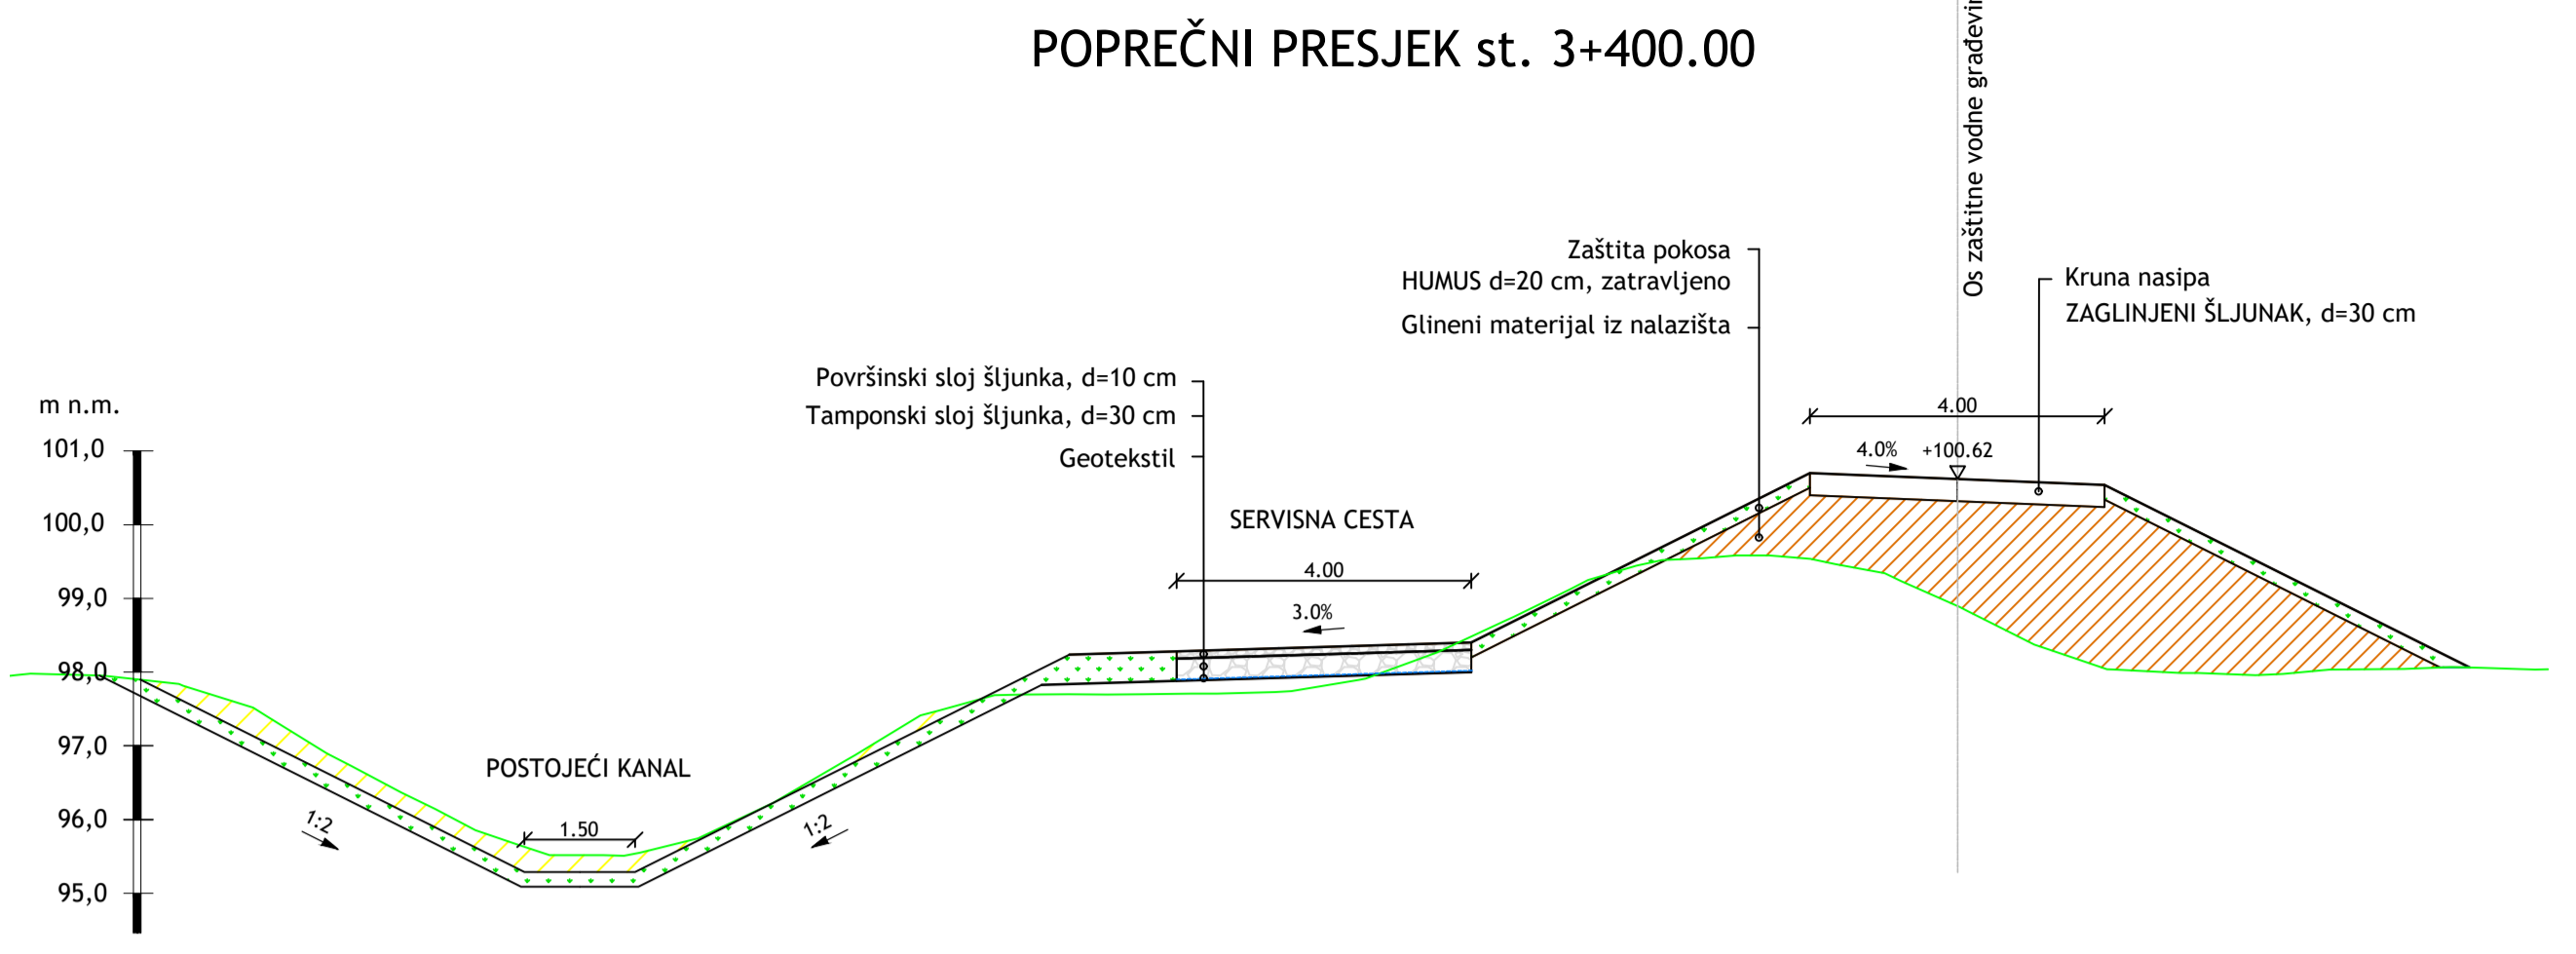 POPREČNI PRESJEK st. 3+400.00
Os zaštitne vodne
Zaštita pokosa
HUMUS d=20 cm, zatravljeno
Glineni materijal iz nalazišta
Kruna nasipa
ZAGLINJENI ŠLJUNAK, d=30 cm
Površinski sloj šljunka, d=10 cm
Tamponski sloj šljunka, d=30 cm
Geotekstil
m n.m.
101,0
100,0
99,0
98,0
97,0
96,0
95,0
4.00
4.0%
+100.62
SERVISNA CESTA
4.00
3.0%
POSTOJEĆI KANAL
1.50
1:2
1:2